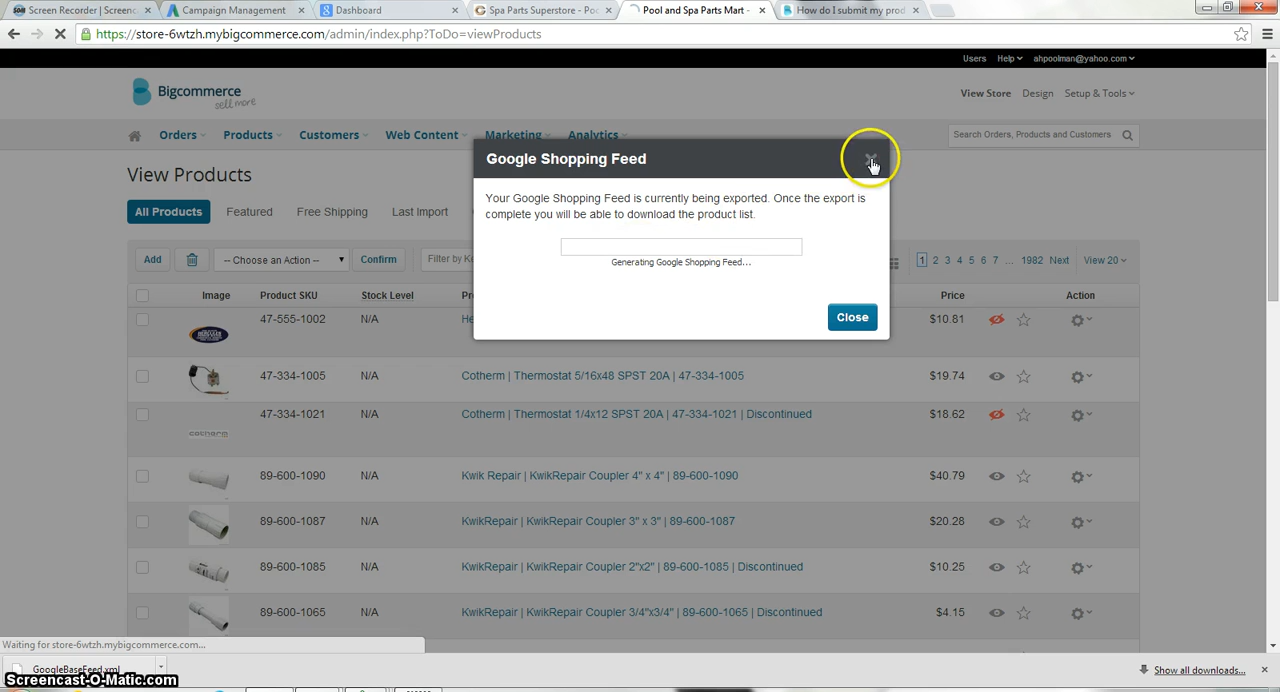 Screen Recorder | Screenc
Campaign Management
Dashboard
Spa Parts Superstore - Poo
Pool and Spa Parts Mart -
How do I submit my prod
https://store-6wtzh.mybigcommerce.com/admin/index.php?ToDo=viewProducts
Users Help ahpoolman@yahoo.com
Bigcommerce
sell more
View Store Design Setup & Tools
Orders Products Customers Web Content Marketing Analytics
Search Orders, Products and Customers
Google Shopping Feed
View Products
Your Google Shopping Feed is currently being exported. Once the export is
complete you will be able to download the product list.
All Products Featured Free Shipping Last Import
Generating Google Shopping Feed...
Add -- Choose an Action -- Confirm Filter by Ke 1 2 3 4 5 6 7 ... 1982 Next View 20
Image Product SKU Stock Level Price Action
Close
47-555-1002 N/A He $10.81
47-334-1005 N/A Cotherm | Thermostat 5/16x48 SPST 20A | 47-334-1005 $19.74
47-334-1021 N/A Cotherm | Thermostat 1/4x12 SPST 20A | 47-334-1021 | Discontinued $18.62
cotherm
89-600-1090 N/A Kwik Repair | KwikRepair Coupler 4" x 4" | 89-600-1090 $40.79
89-600-1087 N/A KwikRepair | KwikRepair Coupler 3" x 3" | 89-600-1087 $20.28
89-600-1085 N/A KwikRepair | KwikRepair Coupler 2"x2" | 89-600-1085 | Discontinued $10.25
89-600-1065 N/A KwikRepair | KwikRepair Coupler 3/4"x3/4" | 89-600-1065 | Discontinued $4.15
Waiting for store-6wtzh.mybigcommerce.com...
GoogleBaseFeed.xml
Show all downloads...
Screencast-O-Matic.com